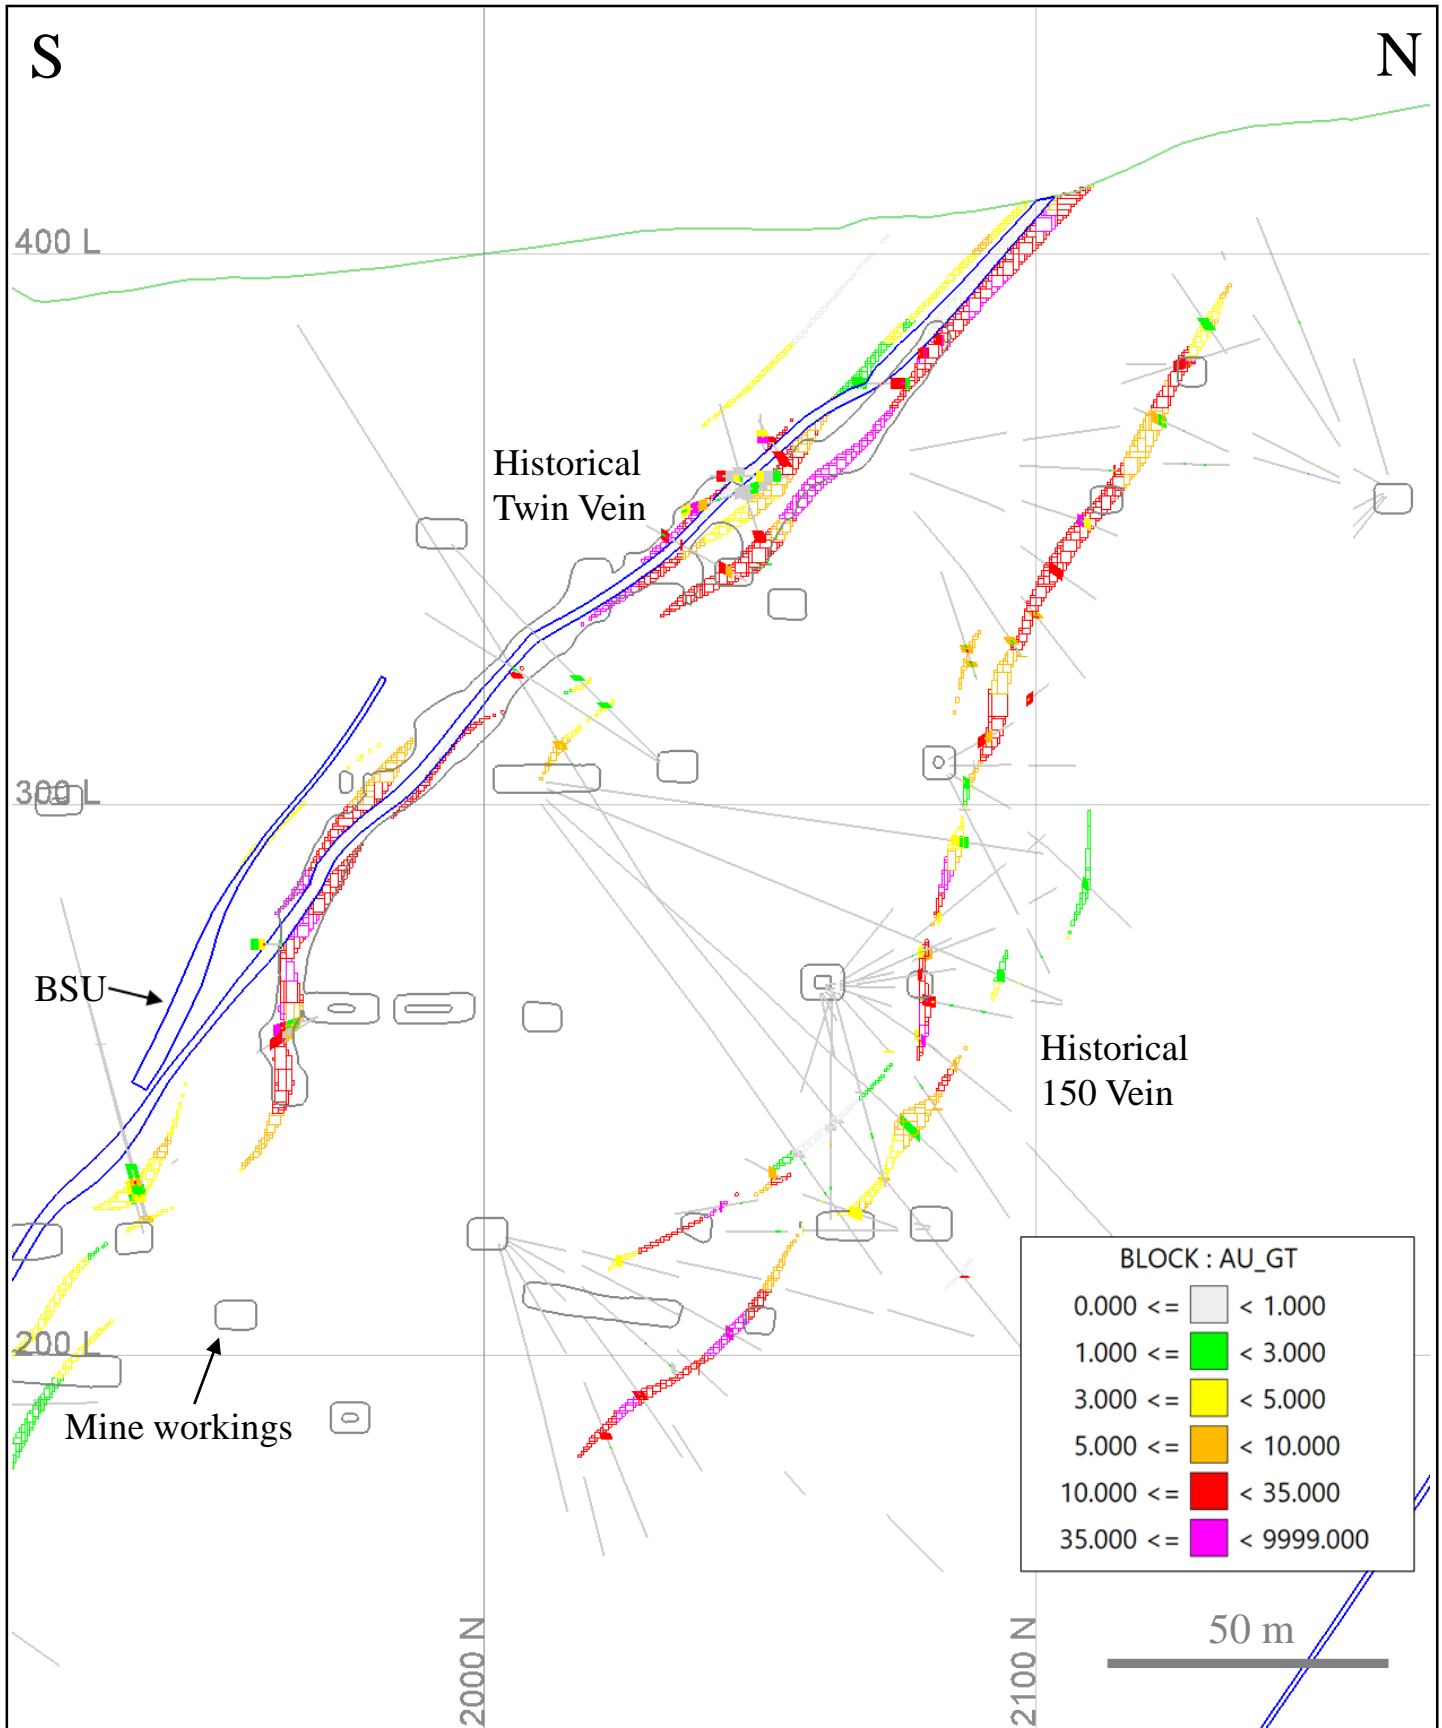 S
N
400 L
Historical
Twin Vein
300 L
BSU
Historical
150 Vein
200 L
Mine workings
BLOCK : AU_GT
0.000 <= < 1.000
1.000 <= < 3.000
3.000 <= < 5.000
5.000 <= < 10.000
10.000 <= < 35.000
35.000 <= < 9999.000
2000 N
2100 N
50 m